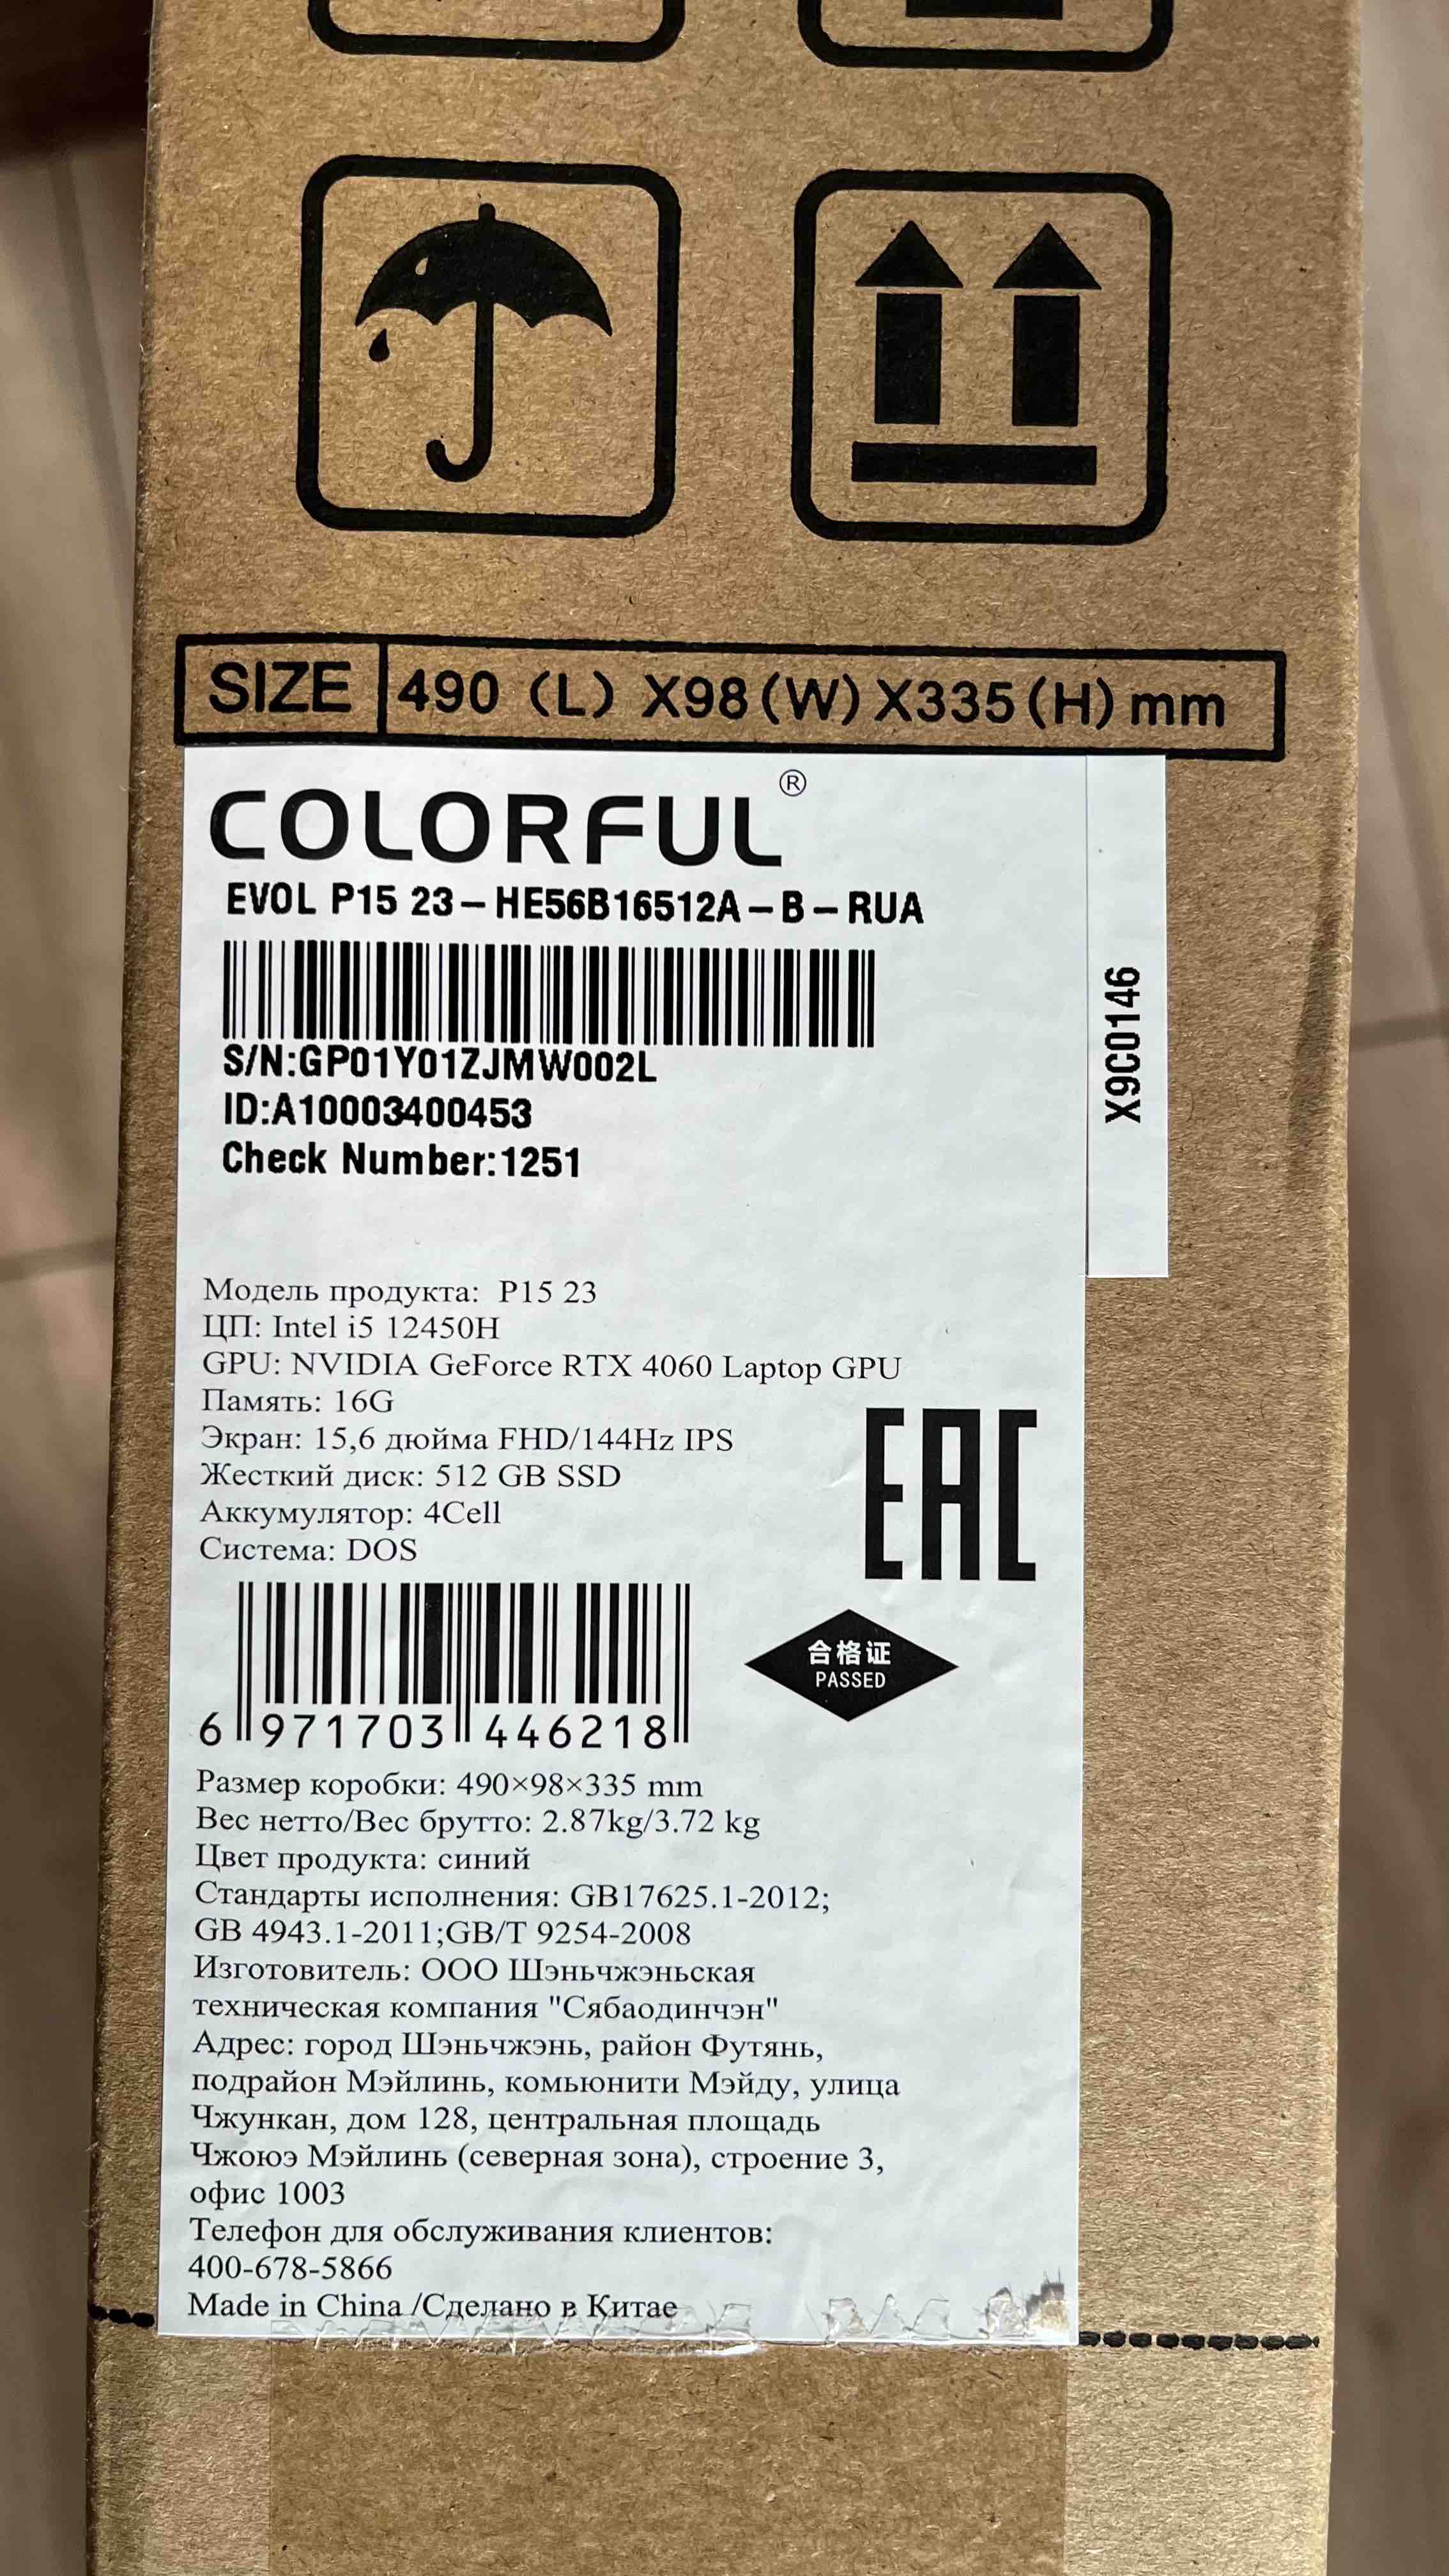 SIZE 490 (L) X98(W) X335(H) mm
COLORFUL®
EVOL P15 23-HE56B16512A-B-RUA
S/N:GP01Y01ZJMW002L
ID:A10003400453
Check Number:1251
X9C0146
Модель продукта: P15 23
ЦП: Intel i5 12450H
GPU: NVIDIA GeForce RTX 4060 Laptop GPU
Память: 16G
Экран: 15,6 дюйма FHD/144Hz IPS
Жесткий диск: 512 GB SSD
Аккумулятор: 4Cell
Система: DOS
EAC
合格证
PASSED
6 971703 446218
Размер коробки: 490×98×335 mm
Вес нетто/Вес брутто: 2.87kg/3.72 kg
Цвет продукта: синий
Стандарты исполнения: GB17625.1-2012;
GB 4943.1-2011;GB/T 9254-2008
Изготовитель: ООО Шэньчжэньская
техническая компания "Сябаодинчэн"
Адрес: город Шэньчжэнь, район Футянь,
подрайон Мэйлинь, комьюнити Мэйду, улица
Чжункан, дом 128, центральная площадь
Чжоюэ Мэйлинь (северная зона), строение 3,
офис 1003
Телефон для обслуживания клиентов:
400-678-5866
Made in China /Сделано в Китае